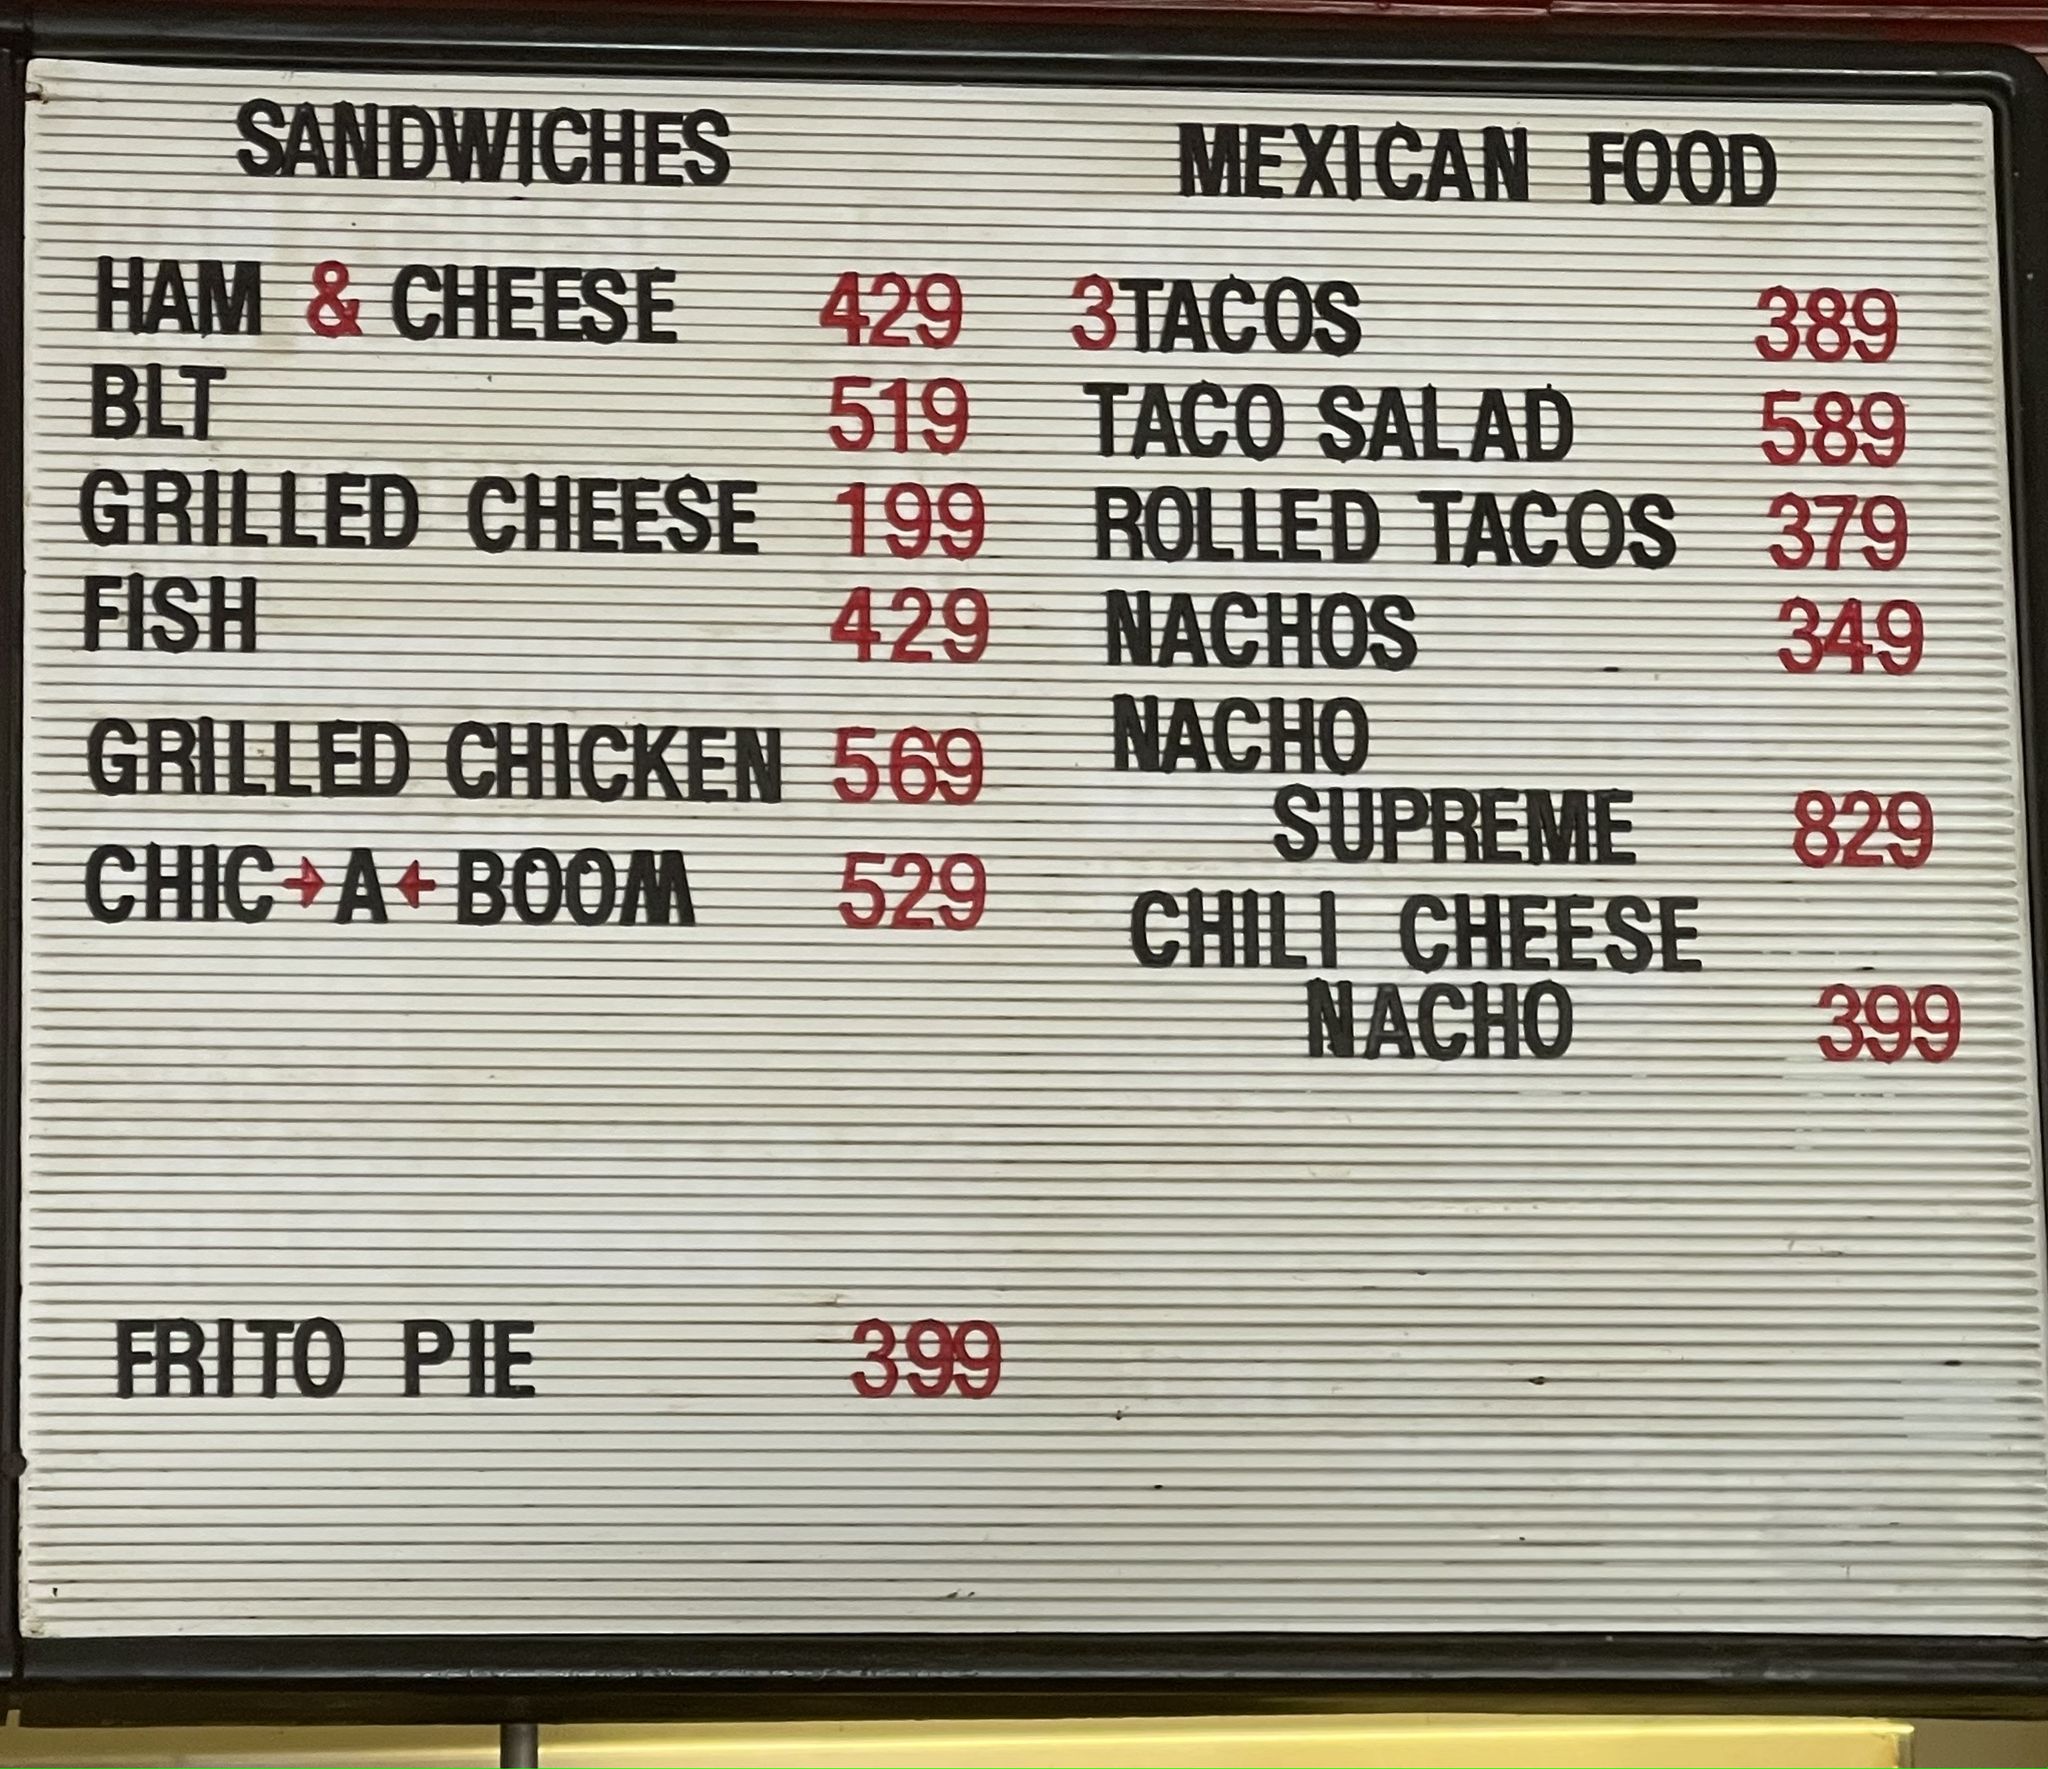 SANDWICHES
HAM & CHEESE 429
BLT 519
GRILLED CHEESE 199
FISH 429
GRILLED CHICKEN 569
CHIC→A←BOOM 529
FRITO PIE 399
MEXICAN FOOD
3TACOS 389
TACO SALAD 589
ROLLED TACOS 379
NACHOS 349
NACHO
SUPREME 829
CHILI CHEESE
NACHO 399